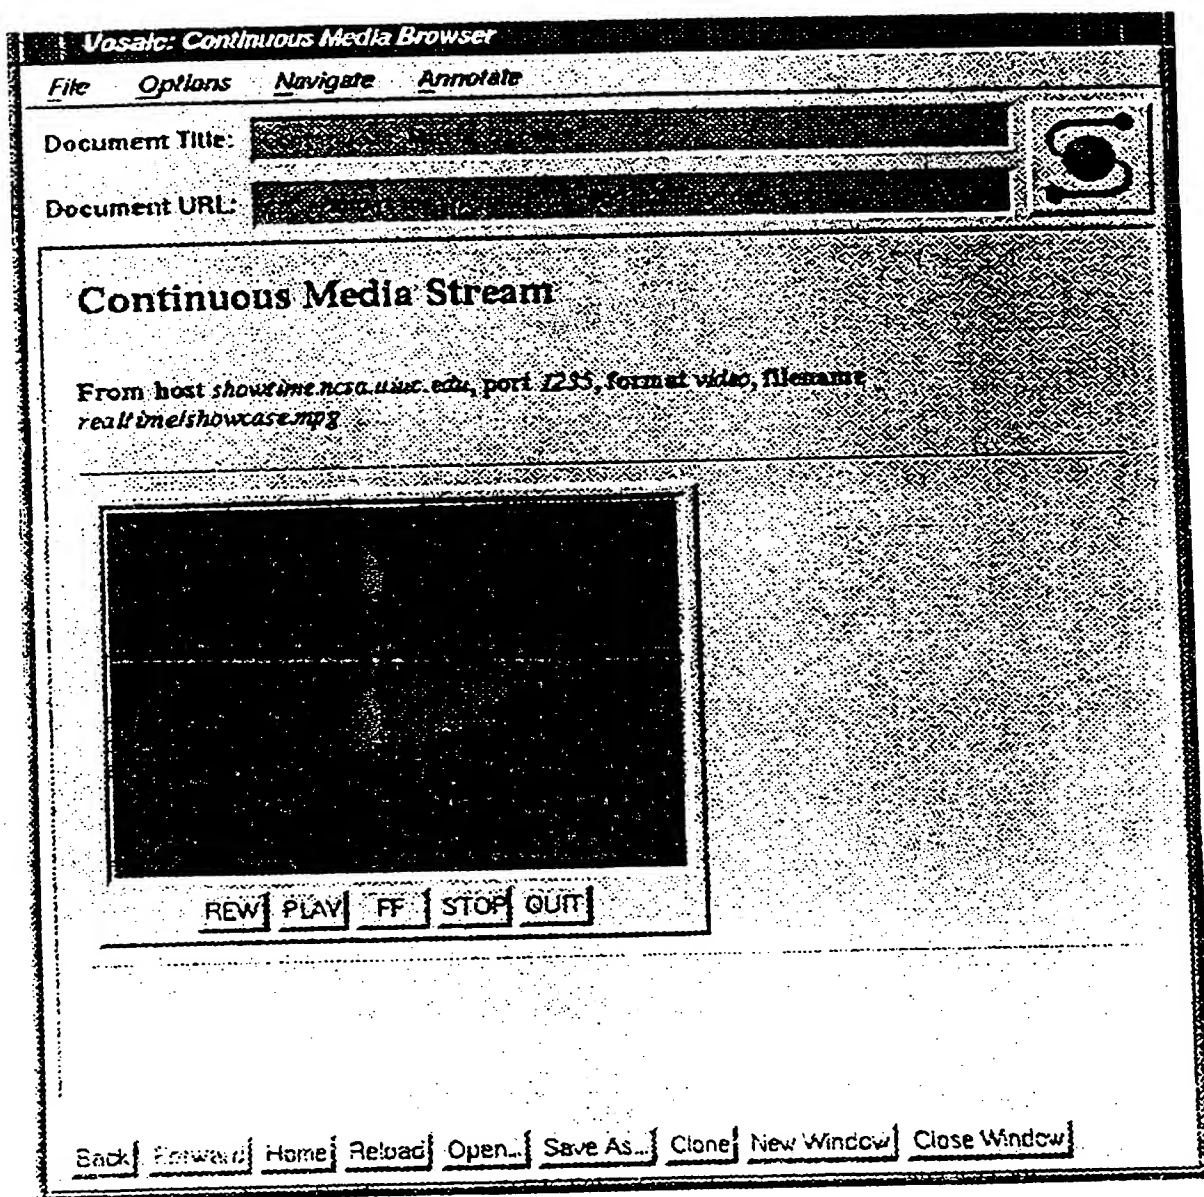 Vosaic: Continuous Media Browser
File Options Navigate Annotate
Document Title:
Document URL:
Continuous Media Stream
From host showtime.ncsa.uiuc.edu, port 1235, format video, filename
realtime/showcase.mpg
REW PLAY FF STOP QUIT
Back Forward Home Reload Open... Save As... Clone New Window Close Window